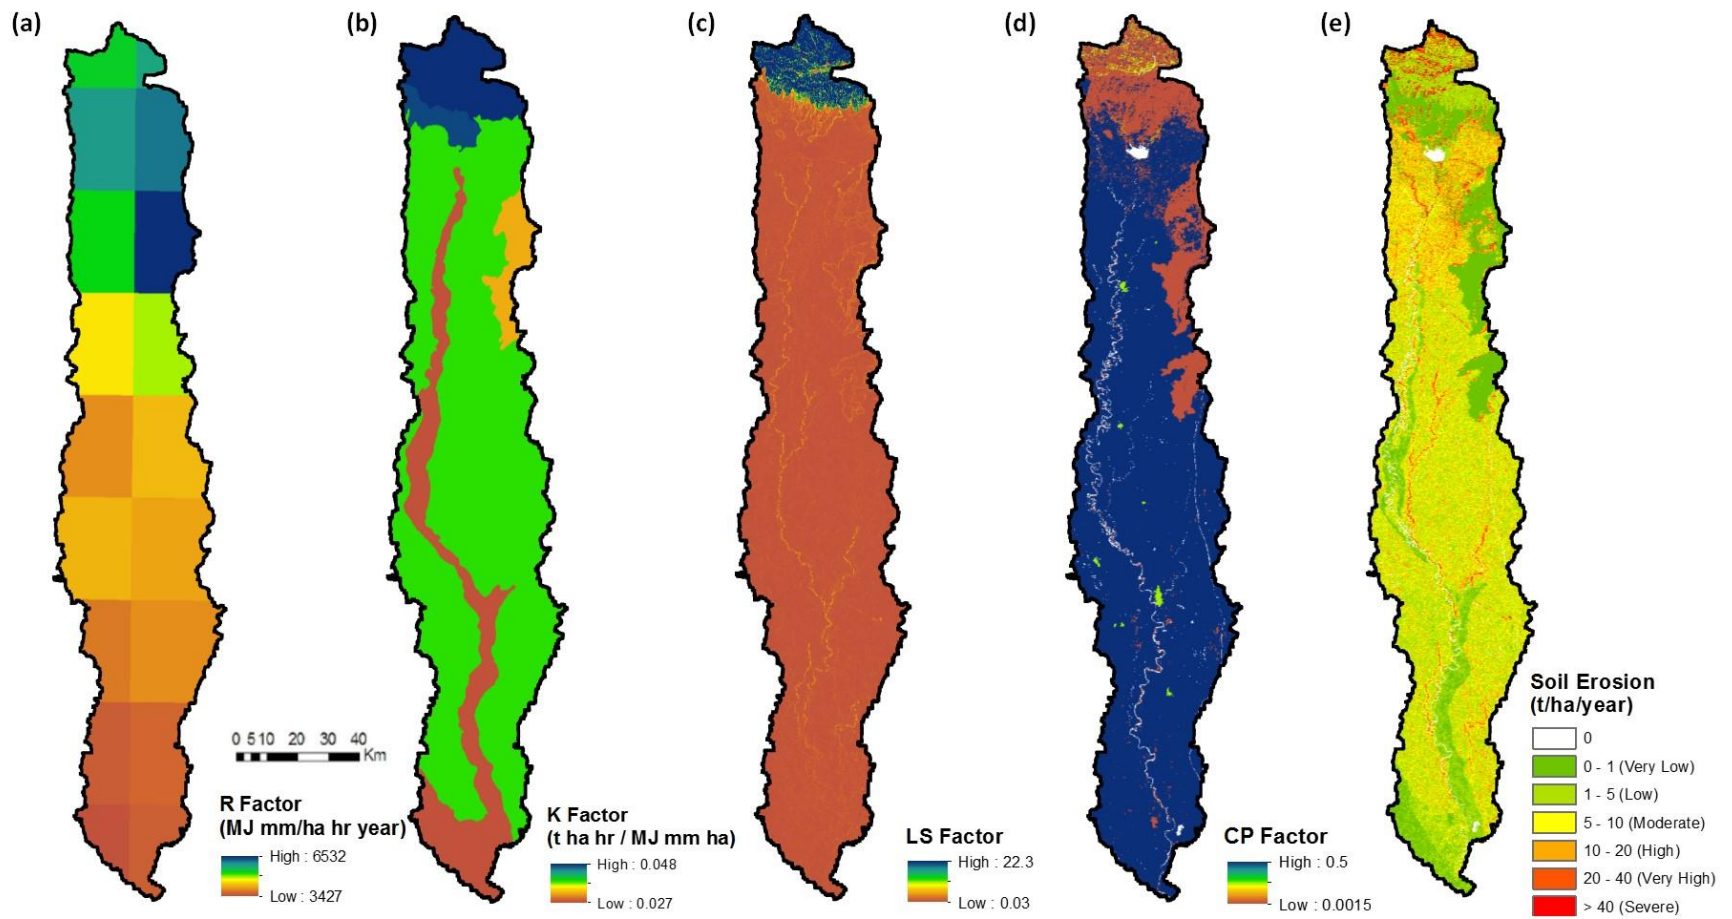 (a)
(b)
(c)
(d)
(e)
0 5 10 20 30 40
Km
R Factor
(MJ mm/ha hr year)
High : 6532
Low : 3427
K Factor
(t ha hr / MJ mm ha)
High : 0.048
Low : 0.027
LS Factor
High : 22.3
Low : 0.03
CP Factor
High : 0.5
Low : 0.0015
Soil Erosion
(t/ha/year)
0
0 - 1 (Very Low)
1 - 5 (Low)
5 - 10 (Moderate)
10 - 20 (High)
20 - 40 (Very High)
> 40 (Severe)